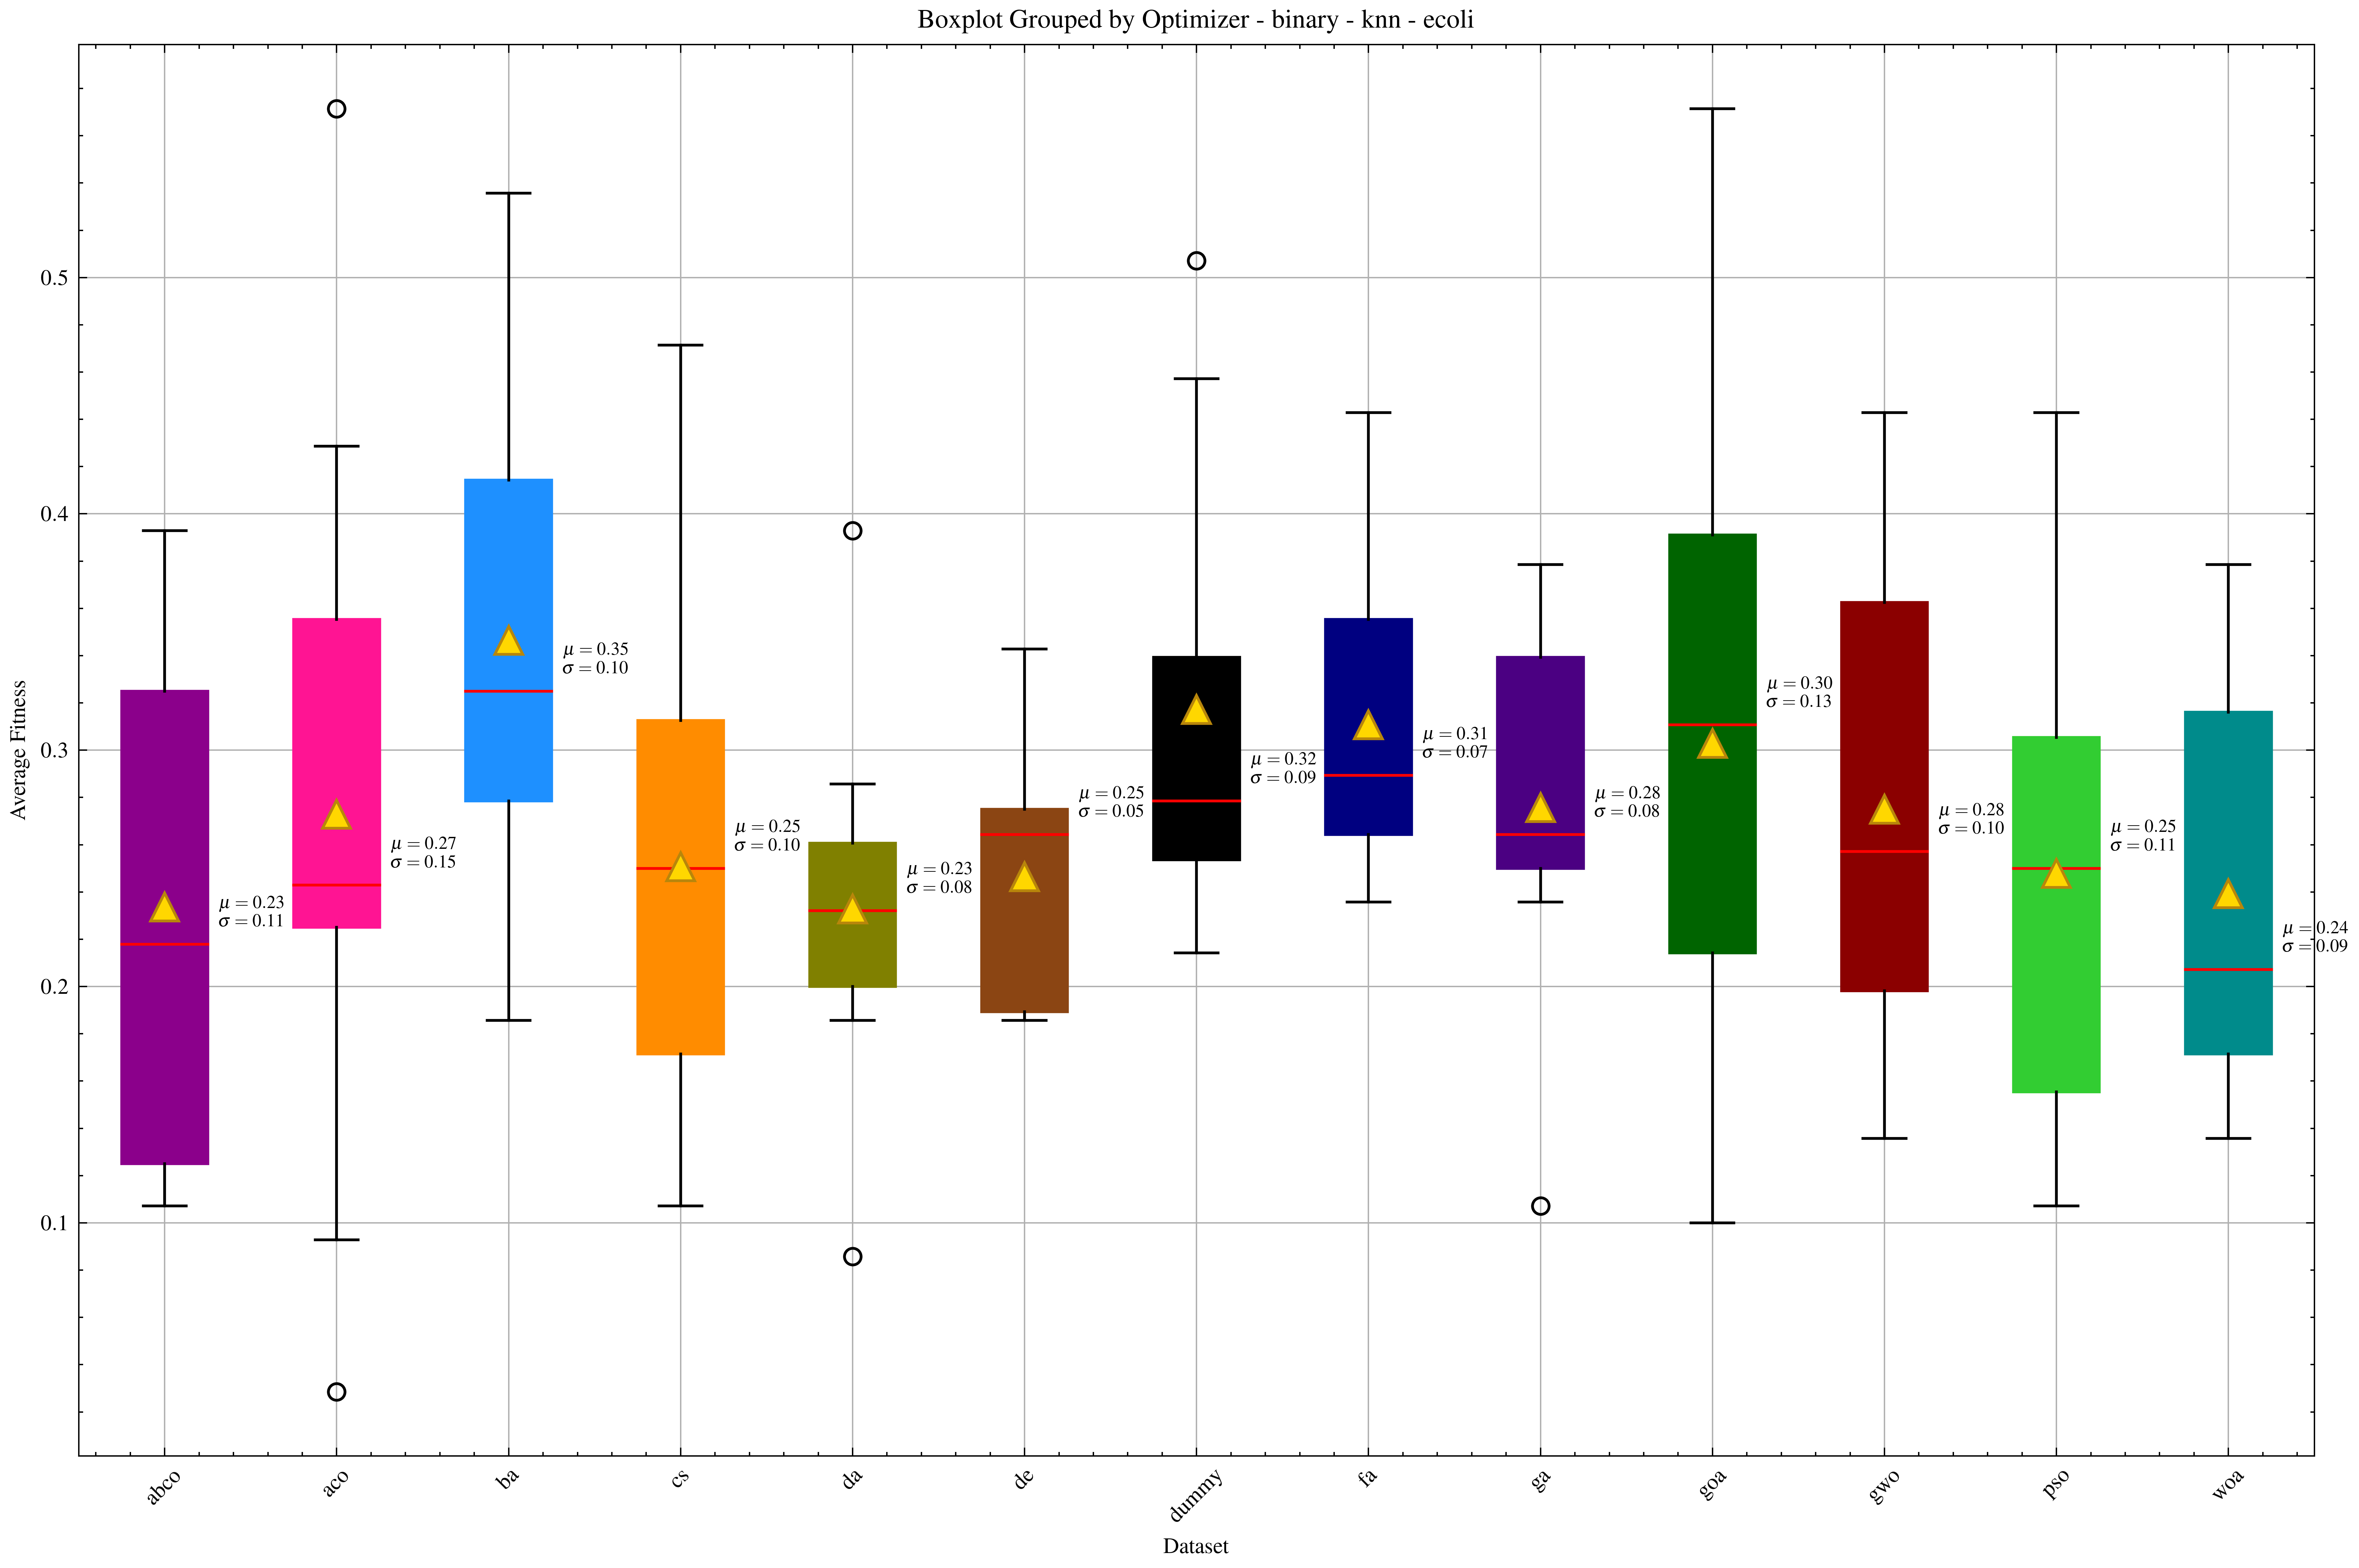 Boxplot Grouped by Optimizer - binary - knn - ecoli
Average Fitness
0.5
0.4
0.3
0.2
0.1
μ = 0.23
σ = 0.11
μ = 0.27
σ = 0.15
μ = 0.35
σ = 0.10
μ = 0.25
σ = 0.10
μ = 0.23
σ = 0.08
μ = 0.25
σ = 0.05
μ = 0.32
σ = 0.09
μ = 0.31
σ = 0.07
μ = 0.28
σ = 0.08
μ = 0.30
σ = 0.13
μ = 0.28
σ = 0.10
μ = 0.25
σ = 0.11
μ = 0.24
σ = 0.09
abco
aco
ba
cs
da
de
dummy
fa
ga
goa
gwo
pso
woa
Dataset